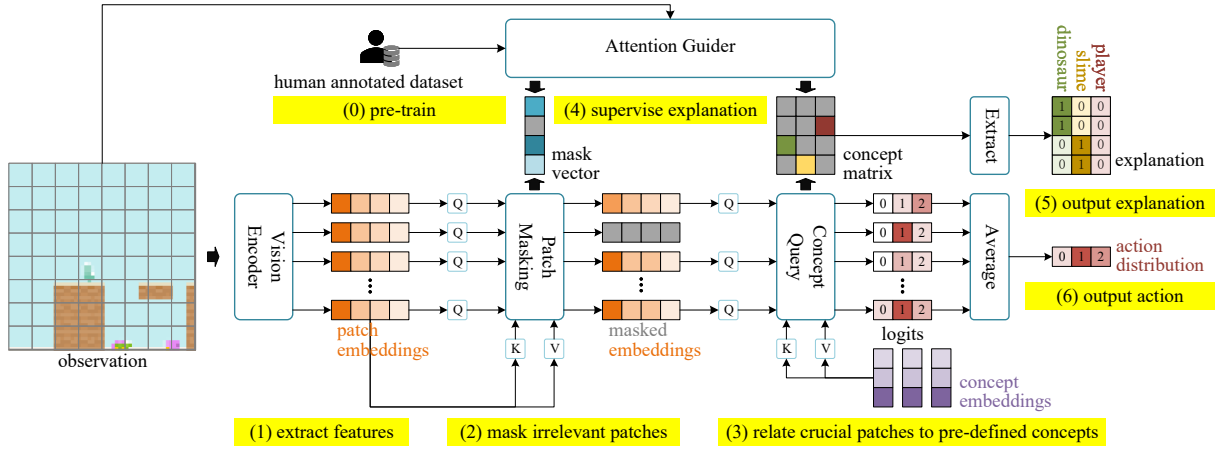 Attention Guider
human annotated dataset
(0) pre-train
(4) supervise explanation
mask
vector
concept
matrix
Extract
dinosaur
slime
player
1 0 0
1 0 0
0 1 0
0 1 0
explanation
(5) output explanation
observation
Vision
Encoder
Q
Q
Q
Q
patch
embeddings
Patch
Masking
K
V
masked
embeddings
Q
Q
Q
Concept
Query
K
V
0 1 2
0 1 2
0 1 2
0 1 2
logits
Average
0 1 2
action
distribution
(6) output action
concept
embeddings
(1) extract features
(2) mask irrelevant patches
(3) relate crucial patches to pre-defined concepts